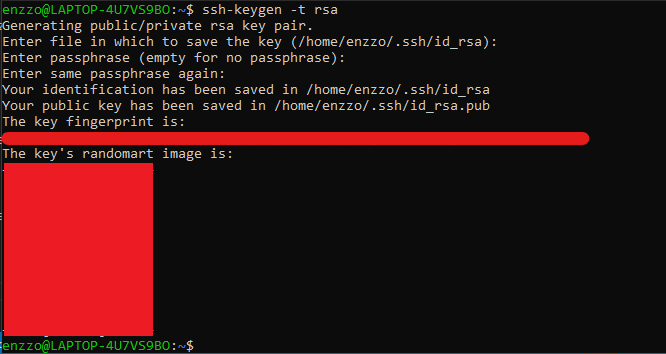 enzzo@LAPTOP-4U7VS9BO:~$ ssh-keygen -t rsa
Generating public/private rsa key pair.
Enter file in which to save the key (/home/enzzo/.ssh/id_rsa):
Enter passphrase (empty for no passphrase):
Enter same passphrase again:
Your identification has been saved in /home/enzzo/.ssh/id_rsa
Your public key has been saved in /home/enzzo/.ssh/id_rsa.pub
The key fingerprint is:
The key's randomart image is:
enzzo@LAPTOP-4U7VS9BO:~$